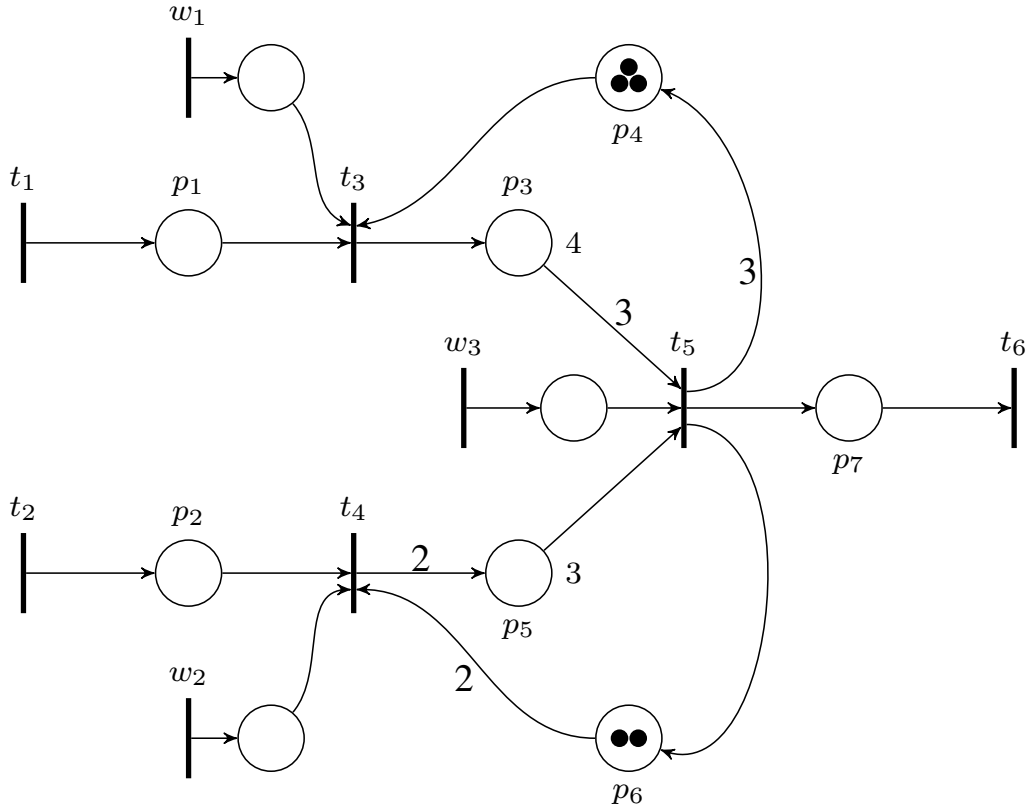 w₁
p₄
t₁
p₁
t₃
p₃
4
3
3
w₃
t₅
t₆
p₇
t₂
p₂
t₄
2
p₅
3
w₂
2
p₆